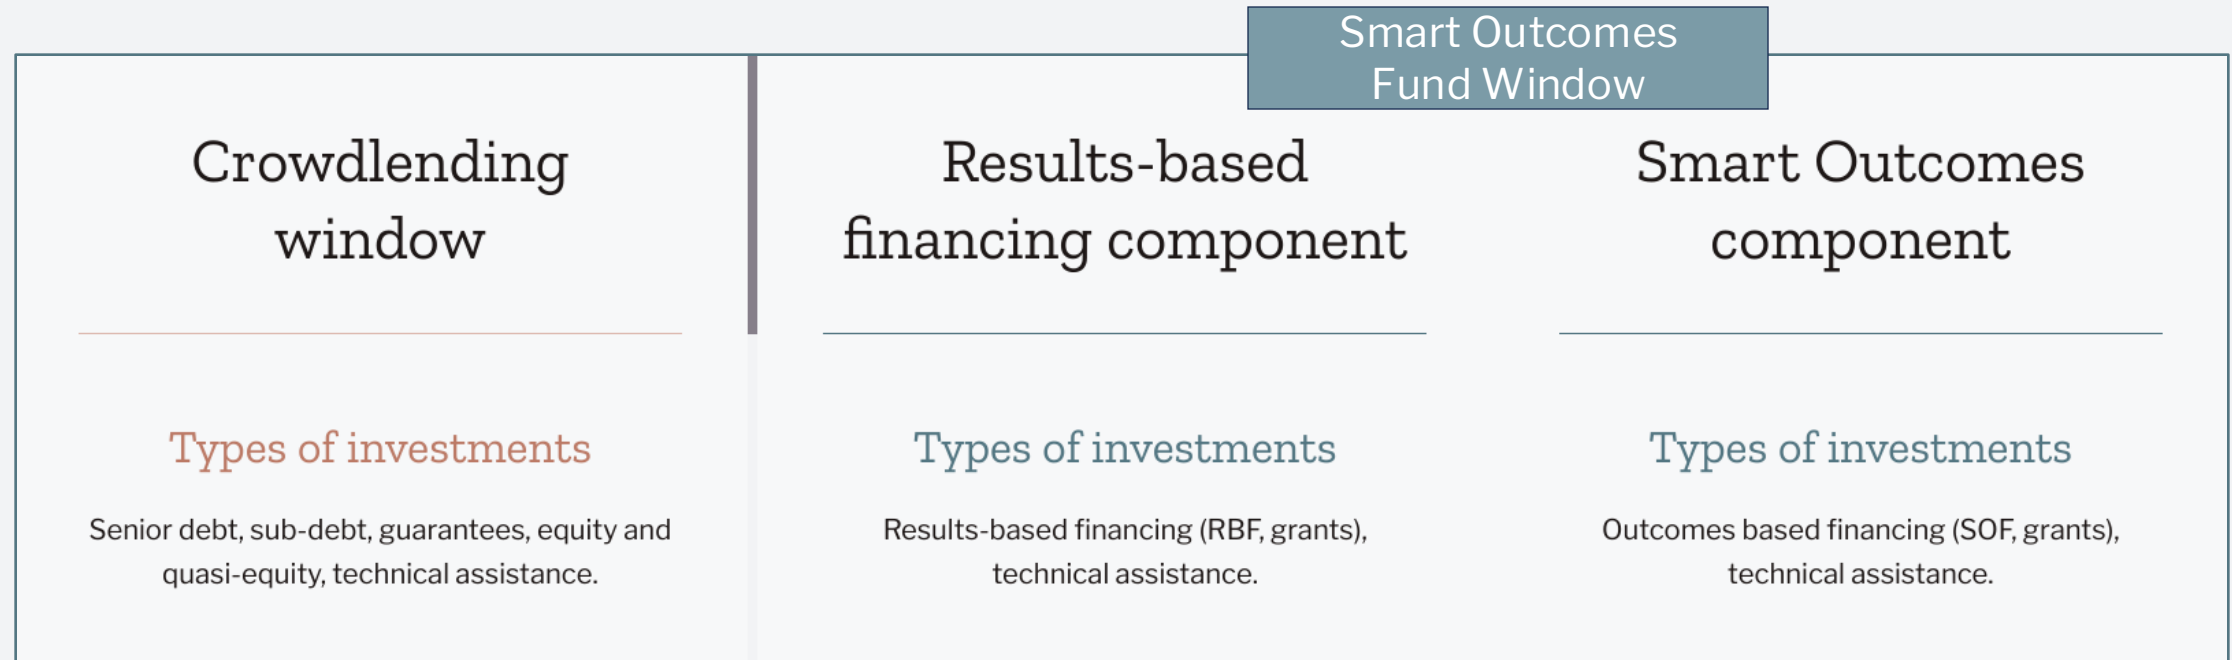 Smart Outcomes
Fund Window
Crowdlending
window
Types of investments
Senior debt, sub-debt, guarantees, equity and
quasi-equity, technical assistance.
Results-based
financing component
Types of investments
Results-based financing (RBF, grants),
technical assistance.
Smart Outcomes
component
Types of investments
Outcomes based financing (SOF, grants),
technical assistance.